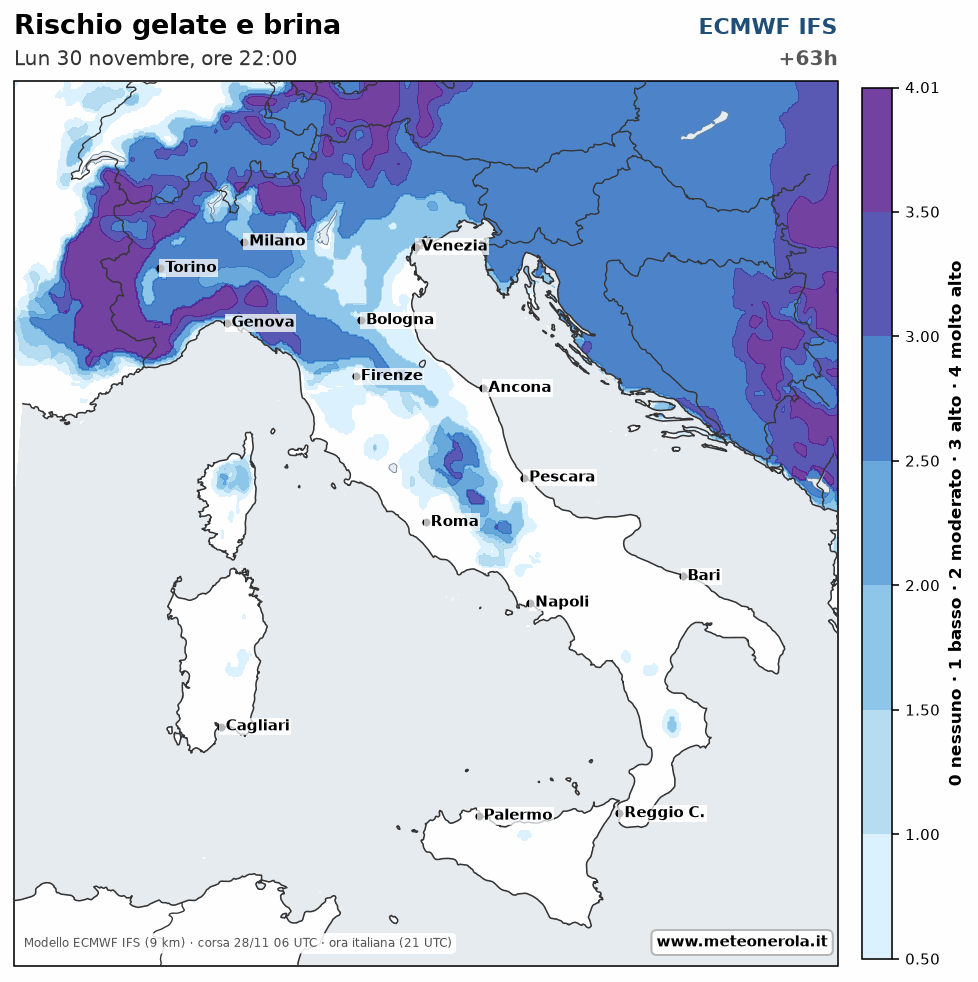 Rischio gelate e brina
ECMWF IFS
Lun 30 novembre, ore 22:00
+63h
Milano
Venezia
Torino
Genova
Bologna
Firenze
Ancona
Pescara
Roma
Bari
Napoli
Cagliari
Palermo
Reggio C.
Modello ECMWF IFS (9 km) · corsa 28/11 06 UTC · ora italiana (21 UTC)
www.meteonerola.it
4.01
3.50
3.00
2.50
2.00
1.50
1.00
0.50
0 nessuno · 1 basso · 2 moderato · 3 alto · 4 molto alto